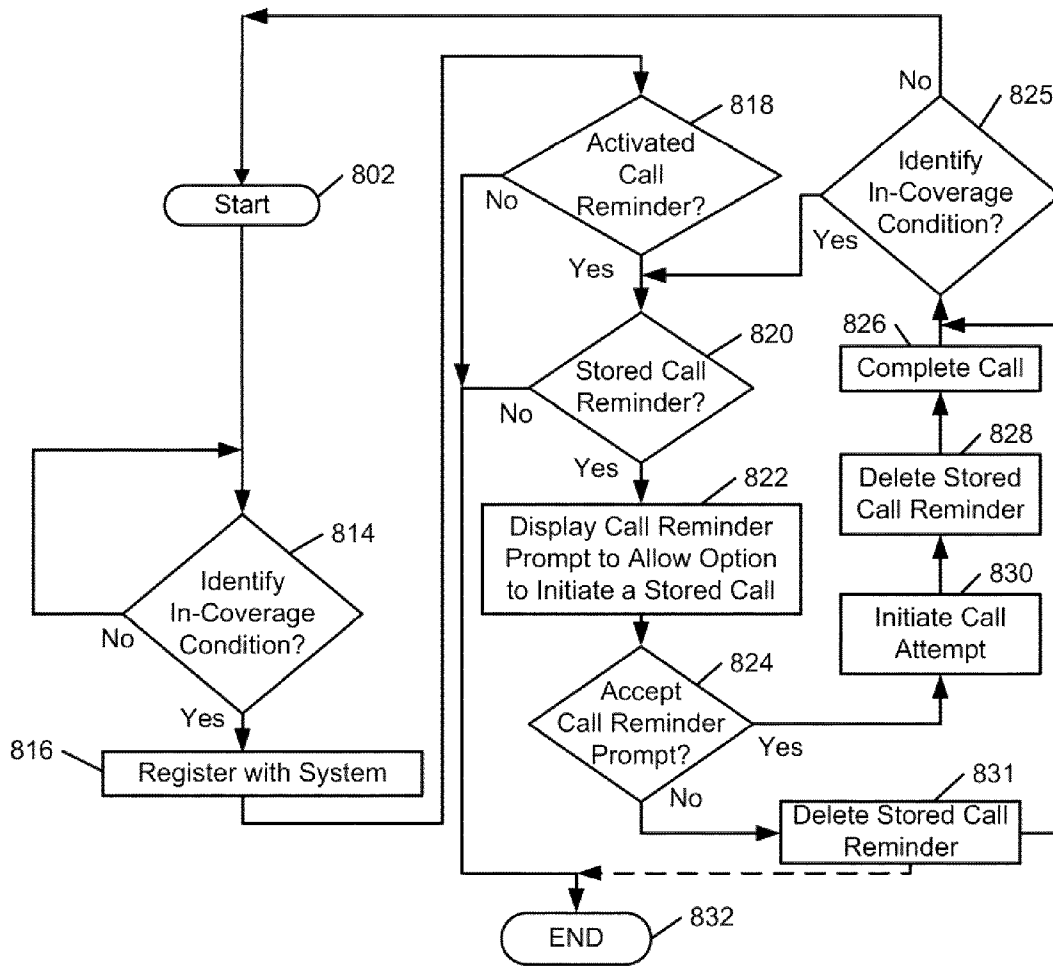 No
825
818
Activated
Call
Reminder?
Identify
In-Coverage
Condition?
802
Start
No
Yes
Yes
820
826
Stored Call
Reminder?
Complete Call
No
828
Yes
822
Delete Stored
Call Reminder
Display Call Reminder
Prompt to Allow Option
to Initiate a Stored Call
814
Identify
In-Coverage
Condition?
830
No
Initiate Call
Attempt
824
Accept
Call Reminder
Prompt?
Yes
Yes
816
Register with System
No
831
Delete Stored Call
Reminder
832
END